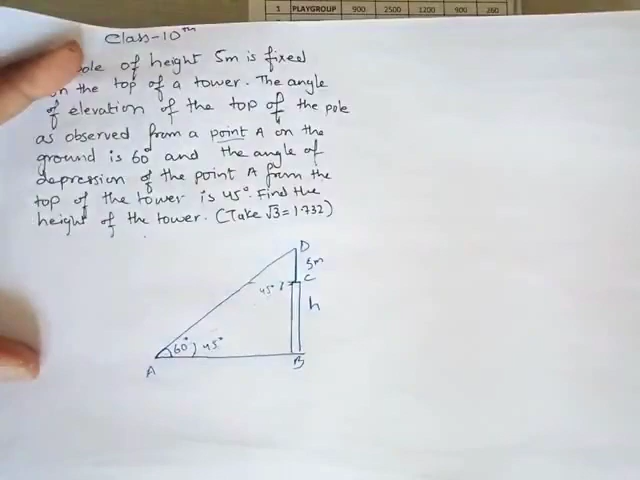 1 PLAYGROUP 900 2500 1200 900 260
Class-10th
pole of height 5m is fixed
on the top of a tower. The angle
of elevation of the top of the pole
as observed from a point A on the
ground is 60° and the angle of
depression of the point A from the
top of the tower is 45°. Find the
height of the tower. (Take √3 = 1.732)
D
5m
C
45°
h
60° 45°
A
B